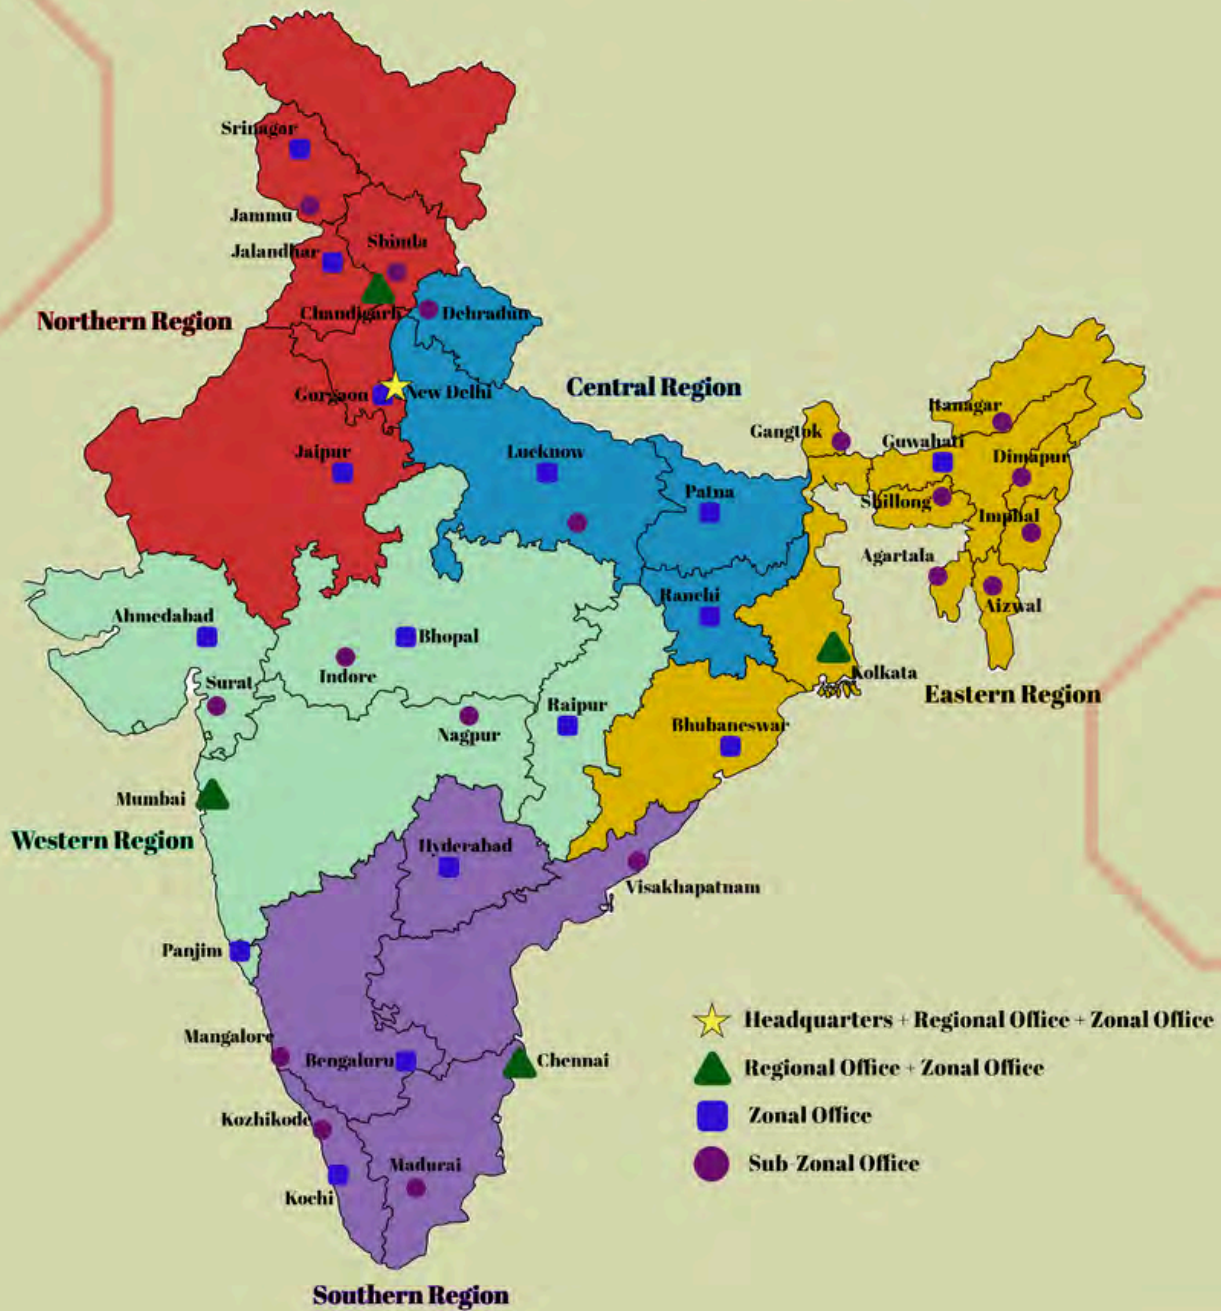 Srinagar
Jammu
Jalandhar
Shimla
Chandigarh
Dehradun
Northern Region
Gurgaon
New Delhi
Central Region
Jaipur
Lucknow
Patna
Gangtok
Itanagar
Guwahati
Dimapur
Shillong
Imphal
Agartala
Aizwal
Ranchi
Ahmedabad
Bhopal
Indore
Surat
Kolkata
Eastern Region
Raipur
Nagpur
Bhubaneswar
Mumbai
Western Region
Hyderabad
Visakhapatnam
Panjim
Mangalore
Bengaluru
Chennai
Kozhikode
Kochi
Madurai
Southern Region
Headquarters + Regional Office + Zonal Office
Regional Office + Zonal Office
Zonal Office
Sub-Zonal Office